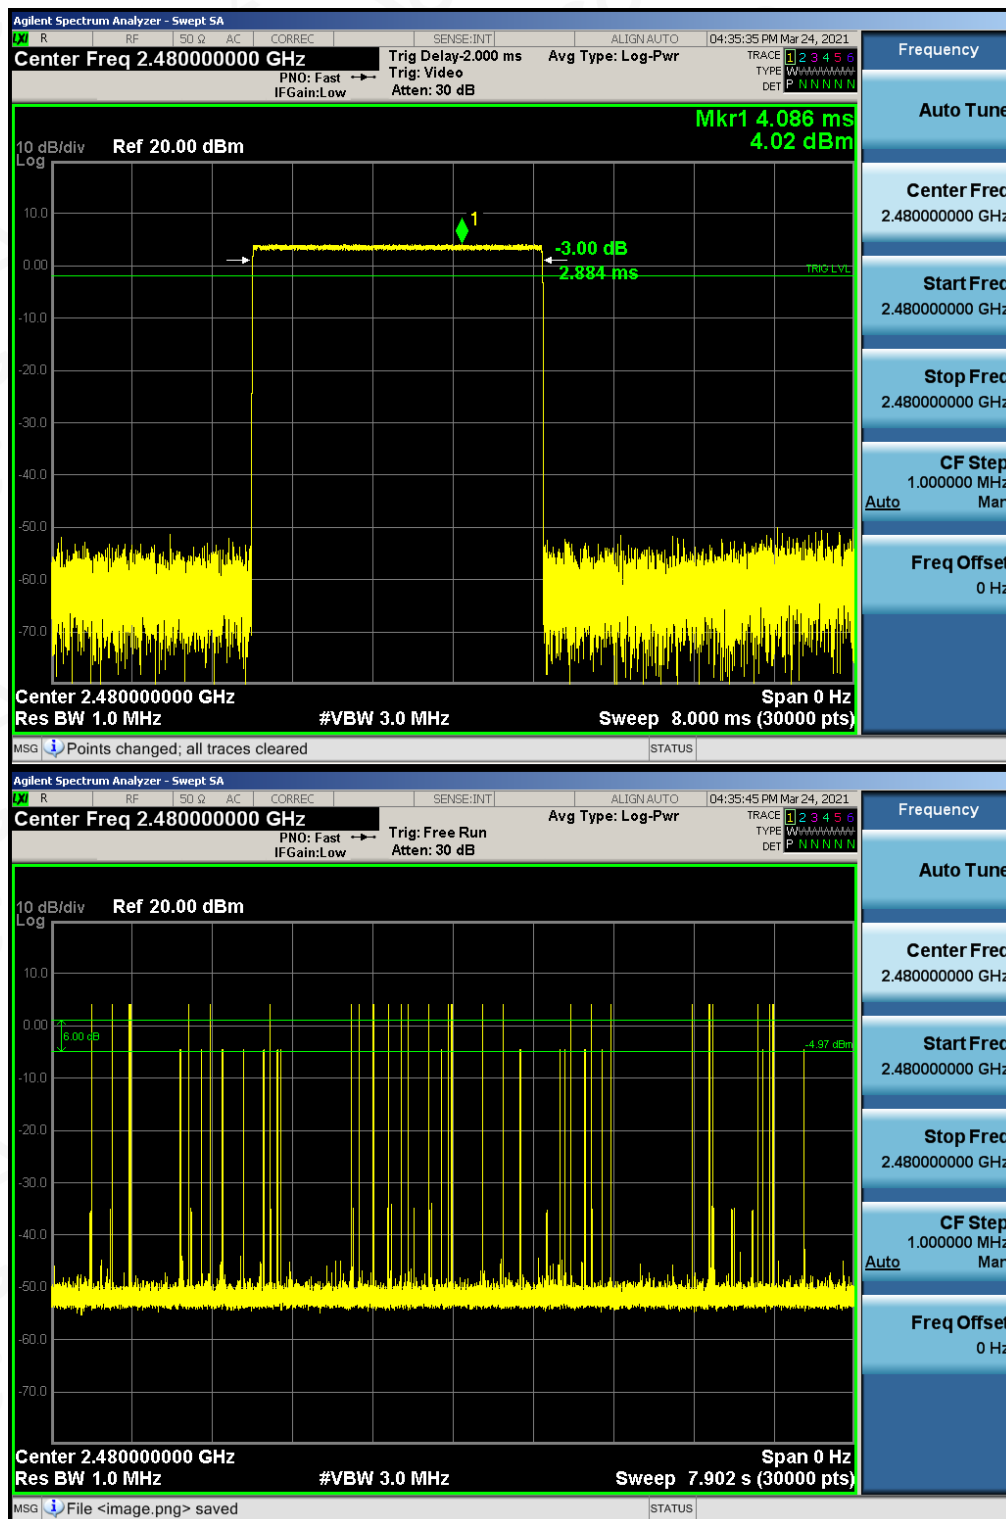 Agilent Spectrum Analyzer - Swept SA
LXI R RF 50 Ω AC CORREC SENSE:INT ALIGN AUTO 04:35:35 PM Mar 24, 2021
Center Freq 2.480000000 GHz
PNO: Fast
IFGain:Low
Trig Delay-2.000 ms
Trig: Video
Atten: 30 dB
Avg Type: Log-Pwr
TRACE 1 2 3 4 5 6
TYPE
DET P N N N N N
Frequency
Auto Tune
Mkr1 4.086 ms
4.02 dBm
10 dB/div
Log
Ref 20.00 dBm
Center Freq
2.480000000 GHz
10.0
1
-3.00 dB
2.884 ms
0.00
TRIG LVL
Start Freq
2.480000000 GHz
-10.0
-20.0
Stop Freq
2.480000000 GHz
-30.0
-40.0
CF Step
1.000000 MHz
Auto Man
-50.0
Freq Offset
0 Hz
-60.0
-70.0
Center 2.480000000 GHz Span 0 Hz
Res BW 1.0 MHz #VBW 3.0 MHz Sweep 8.000 ms (30000 pts)
MSG Points changed; all traces cleared STATUS
Agilent Spectrum Analyzer - Swept SA
LXI R RF 50 Ω AC CORREC SENSE:INT ALIGN AUTO 04:35:45 PM Mar 24, 2021
Center Freq 2.480000000 GHz
PNO: Fast
IFGain:Low
Trig: Free Run
Atten: 30 dB
Avg Type: Log-Pwr
TRACE 1 2 3 4 5 6
TYPE
DET P N N N N N
Frequency
Auto Tune
10 dB/div
Log
Ref 20.00 dBm
Center Freq
2.480000000 GHz
10.0
0.00
6.00 dB
-4.97 dBm
Start Freq
2.480000000 GHz
-10.0
-20.0
Stop Freq
2.480000000 GHz
-30.0
-40.0
CF Step
1.000000 MHz
Auto Man
-50.0
Freq Offset
0 Hz
-60.0
-70.0
Center 2.480000000 GHz Span 0 Hz
Res BW 1.0 MHz #VBW 3.0 MHz Sweep 7.902 s (30000 pts)
MSG File <image.png> saved STATUS